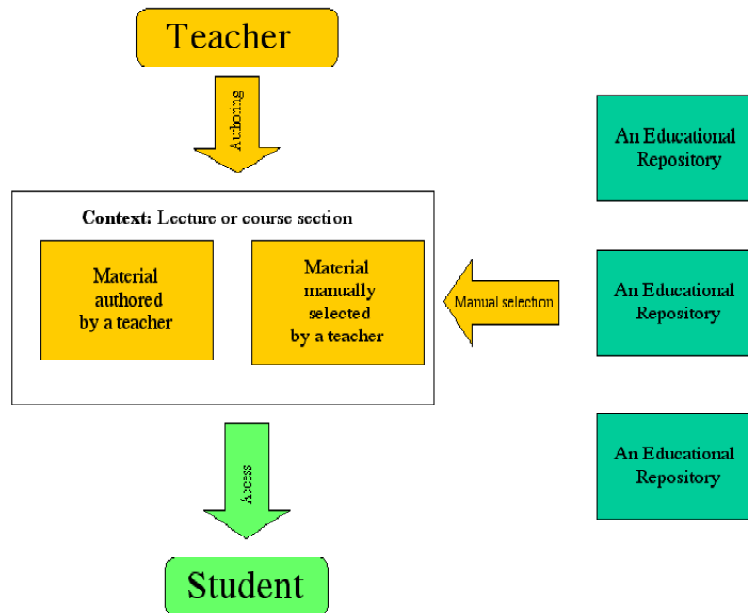 Teacher
Authoring
Context: Lecture or course section
Material
authored
by a teacher
Material
manually
selected
by a teacher
Manual selection
An Educational
Repository
An Educational
Repository
An Educational
Repository
Access
Student